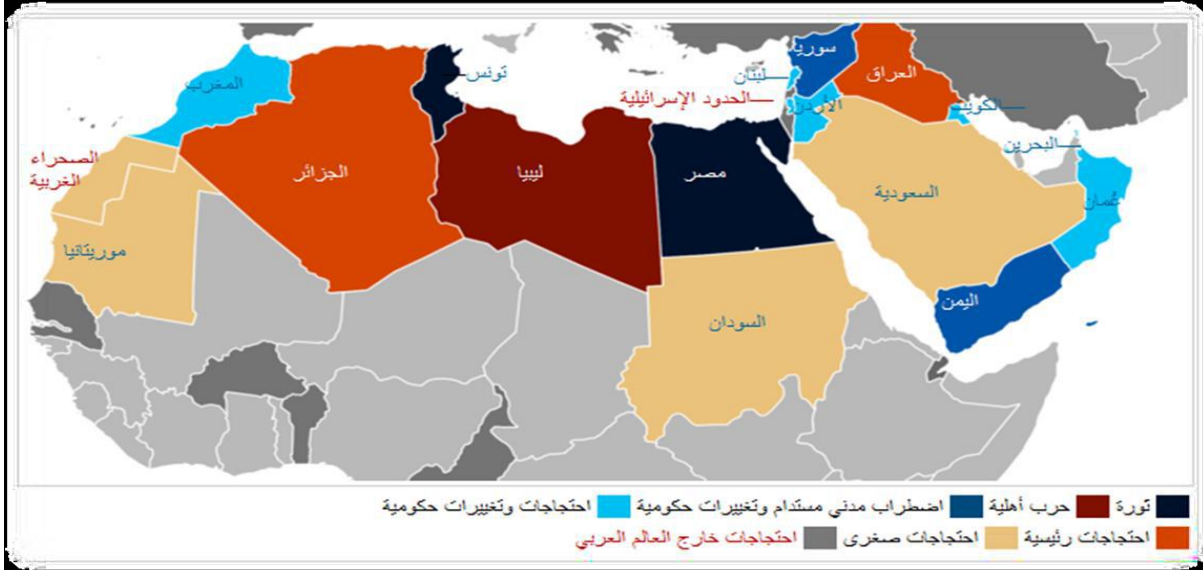 سوريا
العراق
لبنان
تونس
المغرب
الحدود الإسرائيلية
الأردن
الكويت
البحرين
الصحراء
الغربية
الجزائر
ليبيا
مصر
السعودية
عُمان
موريتانيا
اليمن
السودان
ثورة حرب أهلية اضطراب مدني مستدام وتغييرات حكومية احتجاجات وتغييرات حكومية
احتجاجات رئيسية احتجاجات صغرى احتجاجات خارج العالم العربي